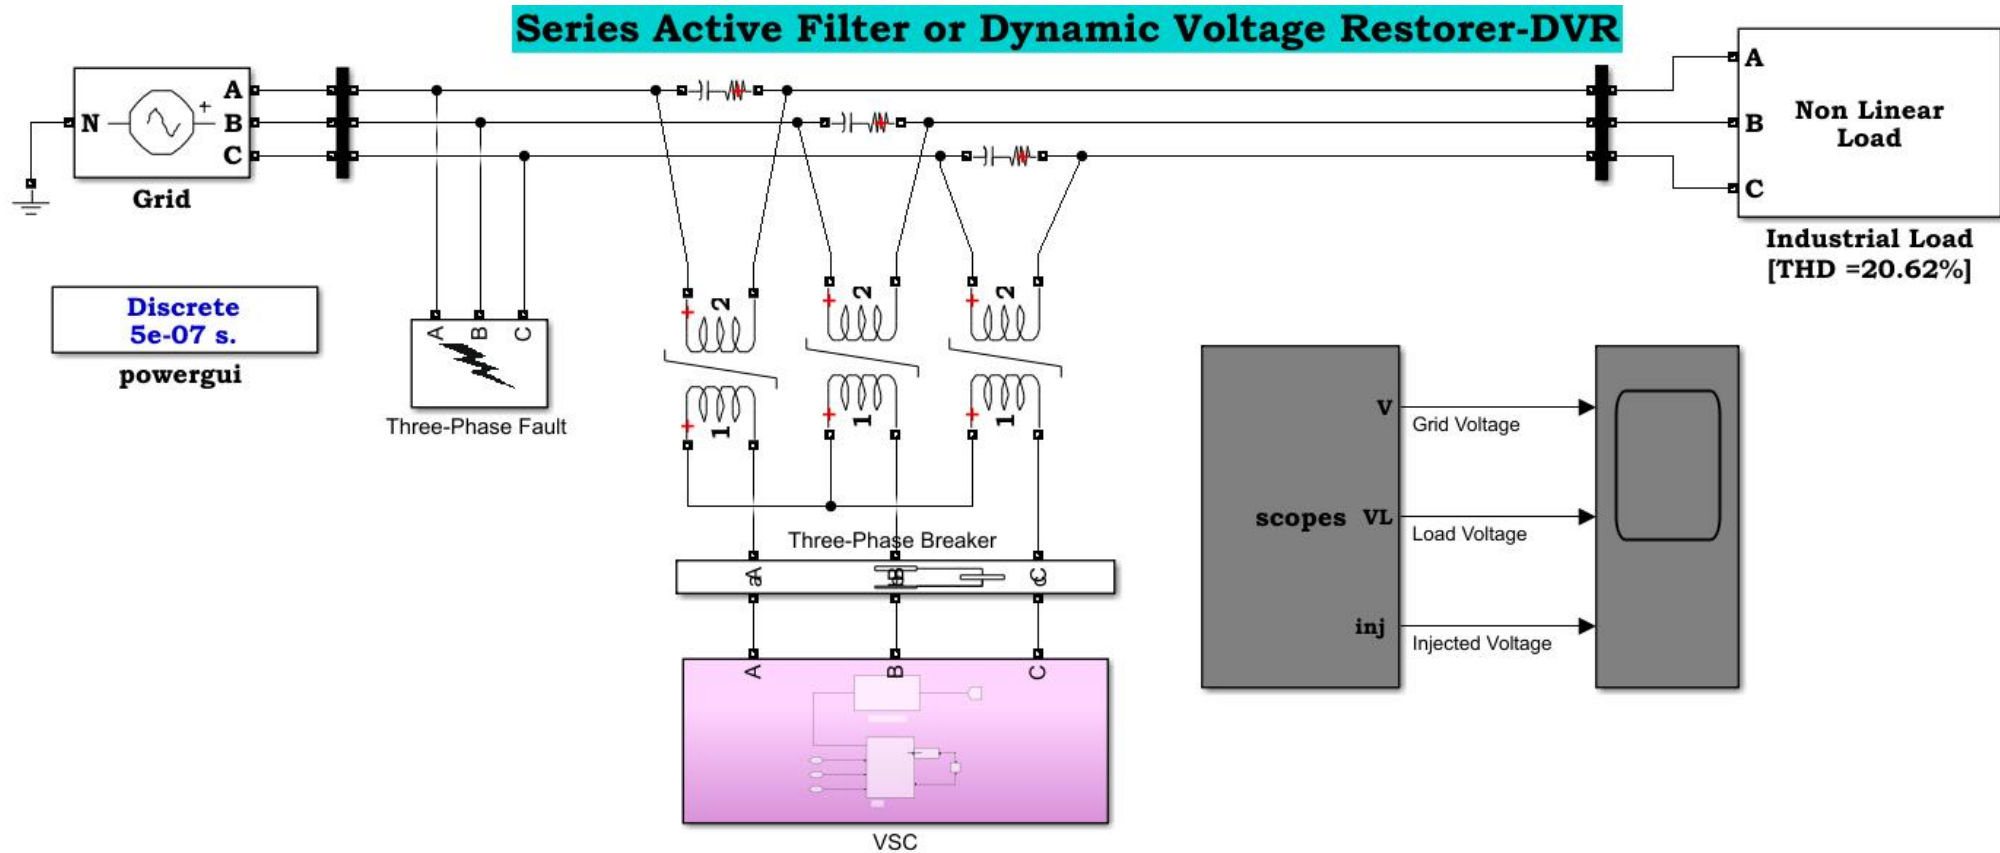 Series Active Filter or Dynamic Voltage Restorer-DVR
N
A
B
C
+
Grid
Discrete
5e-07 s.
powergui
A
B
C
Three-Phase Fault
+
+
+
2
2
2
+
+
+
1
1
1
Three-Phase Breaker
A
a
B
b
C
c
A
B
C
VSC
A
B
C
Non Linear
Load
Industrial Load
[THD =20.62%]
scopes
V
VL
inj
Grid Voltage
Load Voltage
Injected Voltage